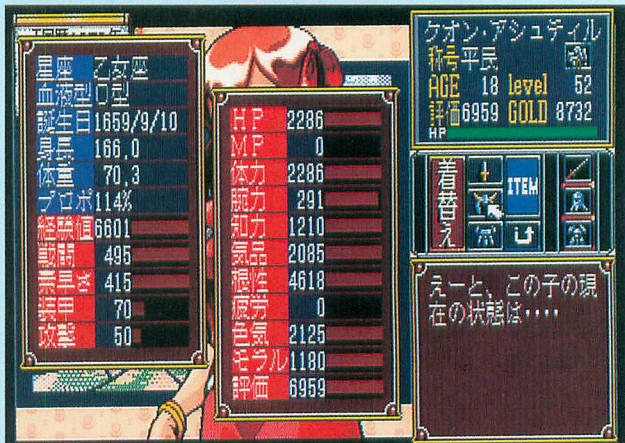 星座 乙女座
血液型 O型
誕生日 1659/9/10
身長 166.0
体重 70.3
プロポ 114%
経験値 6601
戦闘 495
素早さ 415
装甲 70
攻撃 50
HP 2286
MP 0
体力 2286
腕力 291
知力 1210
気品 2085
根性 4618
疲労 0
色気 2125
モラル 1180
評価 6959
クオン・アシュティル
称号 平民
AGE 18 level 52
評価 6959 GOLD 8732
HP
着替え
ITEM
えーと、この子の現
在の状態は・・・・